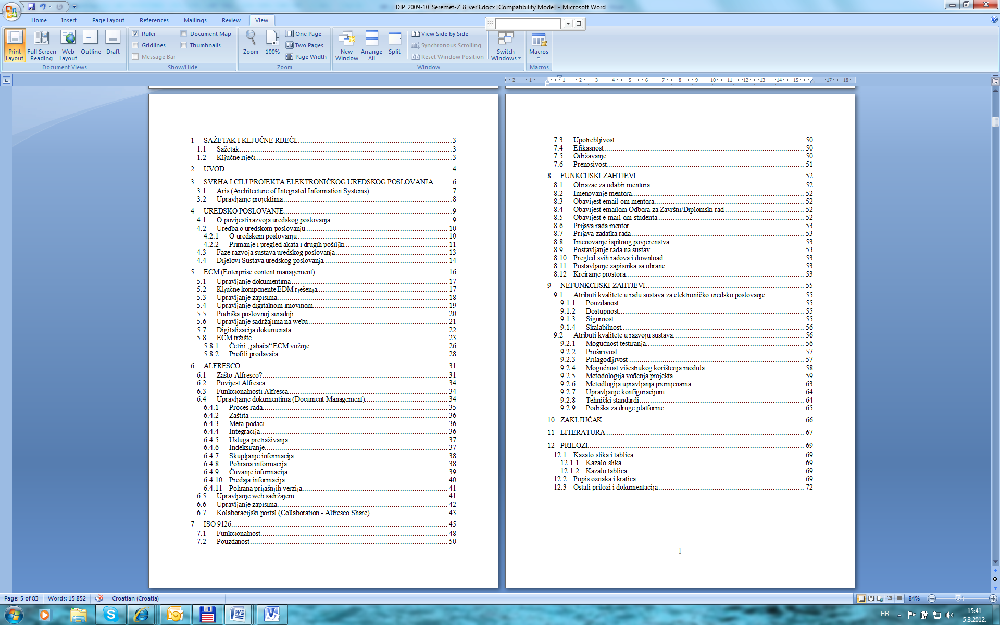 DIP_2009-10_Seremet-Z_8_ver3.docx [Compatibility Mode] - Microsoft Word
Home Insert Page Layout References Mailings Review View
Print Layout
Full Screen Reading
Web Layout
Outline
Draft
Document Views
Ruler
Gridlines
Message Bar
Document Map
Thumbnails
Show/Hide
Zoom
100%
One Page
Two Pages
Page Width
Zoom
New Window
Arrange All
Split
View Side by Side
Synchronous Scrolling
Reset Window Position
Switch Windows
Window
Macros
Macros
2 1 1 2 3 4 5 6 7 8 9 10 11 12 13 14 15 17 18
1 SAŽETAK I KLJUČNE RIJEČI 3
1.1 Sažetak 3
1.2 Ključne riječi 3
2 UVOD 4
3 SVRHA I CILJ PROJEKTA ELEKTRONIČKOG UREDSKOG POSLOVANJA 6
3.1 Aris (Architecture of Integrated Information Systems) 7
3.2 Upravljanje projektima 8
4 UREDSKO POSLOVANJE 9
4.1 O povijesti razvoja uredskog poslovanja 9
4.2 Uredba o uredskom poslovanju 10
4.2.1 O uredskom poslovanju 10
4.2.2 Primanje i pregled akata i drugih pošiljki 11
4.3 Faze razvoja sustava uredskog poslovanja 13
4.4 Dijelovi Sustava uredskog poslovanja 14
5 ECM (Enterprise content management) 16
5.1 Upravljanje dokumentima 17
5.2 Ključne komponente EDM rješenja 17
5.3 Upravljanje zapisima 18
5.4 Upravljanje digitalnom imovinom 19
5.5 Podrška poslovnoj suradnji 20
5.6 Upravljanje sadržajima na webu 21
5.7 Digitalizacija dokumenata 22
5.8 ECM tržište 23
5.8.1 Četiri „jahača“ ECM vožnje 26
5.8.2 Profili prodavača 28
6 ALFRESCO 31
6.1 Zašto Alfresco? 31
6.2 Povijest Alfresca 34
6.3 Funkcionalnosti Alfresca 34
6.4 Upravljanje dokumentima (Document Management) 34
6.4.1 Proces rada 35
6.4.2 Zaštita 36
6.4.3 Meta podaci 36
6.4.4 Integracija 36
6.4.5 Usluga pretraživanja 37
6.4.6 Indeksiranje 37
6.4.7 Skupljanje informacija 38
6.4.8 Pohrana informacija 38
6.4.9 Čuvanje informacija 39
6.4.10 Predaja informacija 40
6.4.11 Pohrana prijašnjih verzija 41
6.5 Upravljanje web sadržajem 41
6.6 Upravljanje zapisima 42
6.7 Kolaboracijski portal (Collaboration - Alfresco Share) 43
7 ISO 9126 45
7.1 Funkcionalnost 48
7.2 Pouzdanost 50
7.3 Upotrebljivost 50
7.4 Efikasnost 50
7.5 Održavanje 50
7.6 Prenosivost 51
8 FUNKCIJSKI ZAHTJEVI 52
8.1 Obrazac za odabir mentora 52
8.2 Imenovanje mentora 52
8.3 Obavijest email-om mentora 52
8.4 Obavijest emailom Odbora za Završni/Diplomski rad 52
8.5 Obavijest e-mail-om studenta 52
8.6 Prijava rada mentor 53
8.7 Prijava zadatka rada 53
8.8 Imenovanje ispitnog povjerenstva 53
8.9 Postavljanje rada na sustav 53
8.10 Pregled svih radova i download 53
8.11 Postavljanje zapisnika sa obrane 53
8.12 Kreiranje prostora 53
9 NEFUNKCIJSKI ZAHTJEVI 55
9.1 Atributi kvalitete u radu sustava za elektroničko uredsko poslovanje 55
9.1.1 Pouzdanost 55
9.1.2 Dostupnost 55
9.1.3 Sigurnost 55
9.1.4 Skalabilnost 56
9.2 Atributi kvalitete u razvoju sustava 56
9.2.1 Mogućnost testiranja 56
9.2.2 Proširivost 57
9.2.3 Prilagodljivost 57
9.2.4 Mogućnost višestrukog korištenja modula 58
9.2.5 Metodologija vođenja projekta 59
9.2.6 Metodlogija upravljanja promjenama 63
9.2.7 Upravljanje konfiguracijom 64
9.2.8 Tehnički standardi 64
9.2.9 Podrška za druge platforme 65
10 ZAKLJUČAK 66
11 LITERATURA 67
12 PRILOZI 69
12.1 Kazalo slika i tablica 69
12.1.1 Kazalo slika 69
12.1.2 Kazalo tablica 69
12.2 Popis oznaka i kratica 69
12.3 Ostali prilozi i dokumentacija 72
1
Page: 5 of 83 Words: 15.852 Croatian (Croatia) 84%
HR 15:41
5.3.2012.